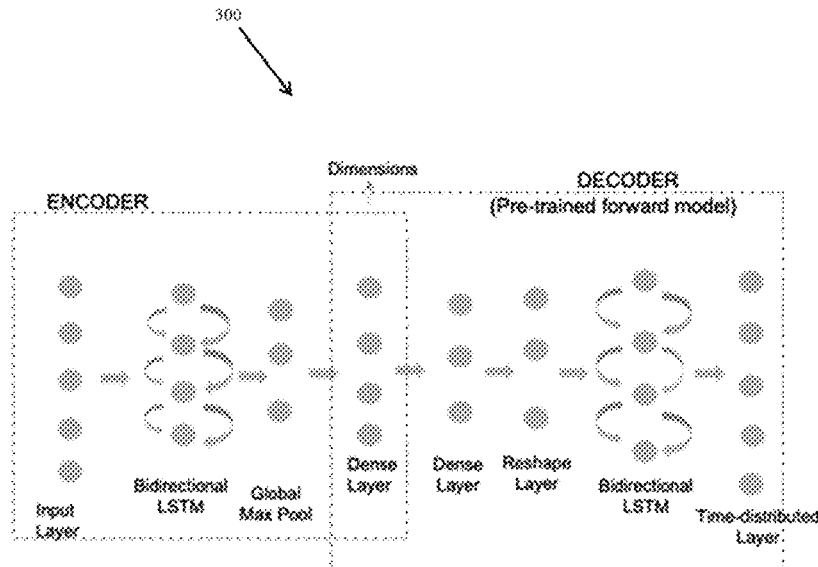 300
Dimensions
ENCODER
DECODER
(Pre-trained forward model)
Input
Layer
Bidirectional
LSTM
Global
Max Pool
Dense
Layer
Dense
Layer
Reshape
Layer
Bidirectional
LSTM
Time-distributed
Layer